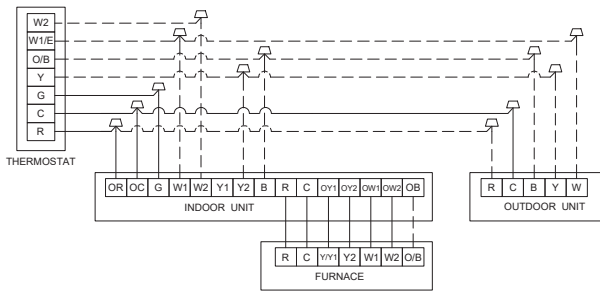 W2
W1/E
O/B
Y
G
C
R
THERMOSTAT
OR OC G W1 W2 Y1 Y2 B R C OY1 OY2 OW1 OW2 OB
INDOOR UNIT
R C B Y W
OUTDOOR UNIT
R C Y/Y1 Y2 W1 W2 O/B
FURNACE